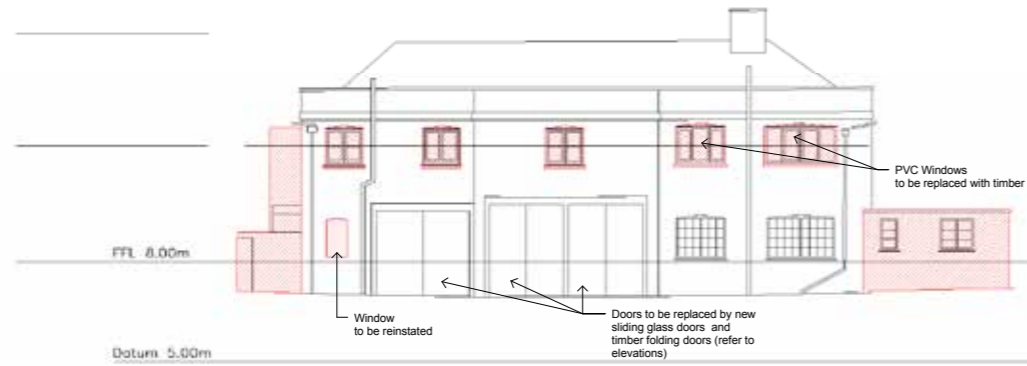 PVC Windows
to be replaced with timber
FFL 8.00m
Window
to be reinstated
Doors to be replaced by new
sliding glass doors and
timber folding doors (refer to
elevations)
Datum 5.00m